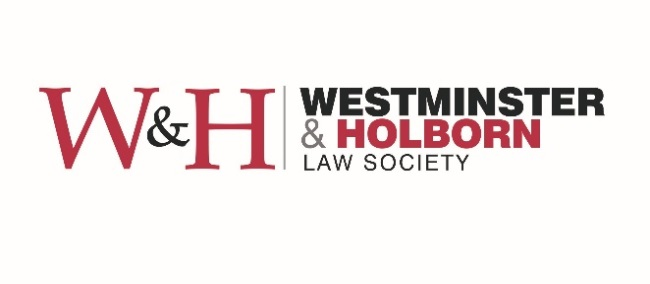 W&H
WESTMINSTER
& HOLBORN
LAW SOCIETY